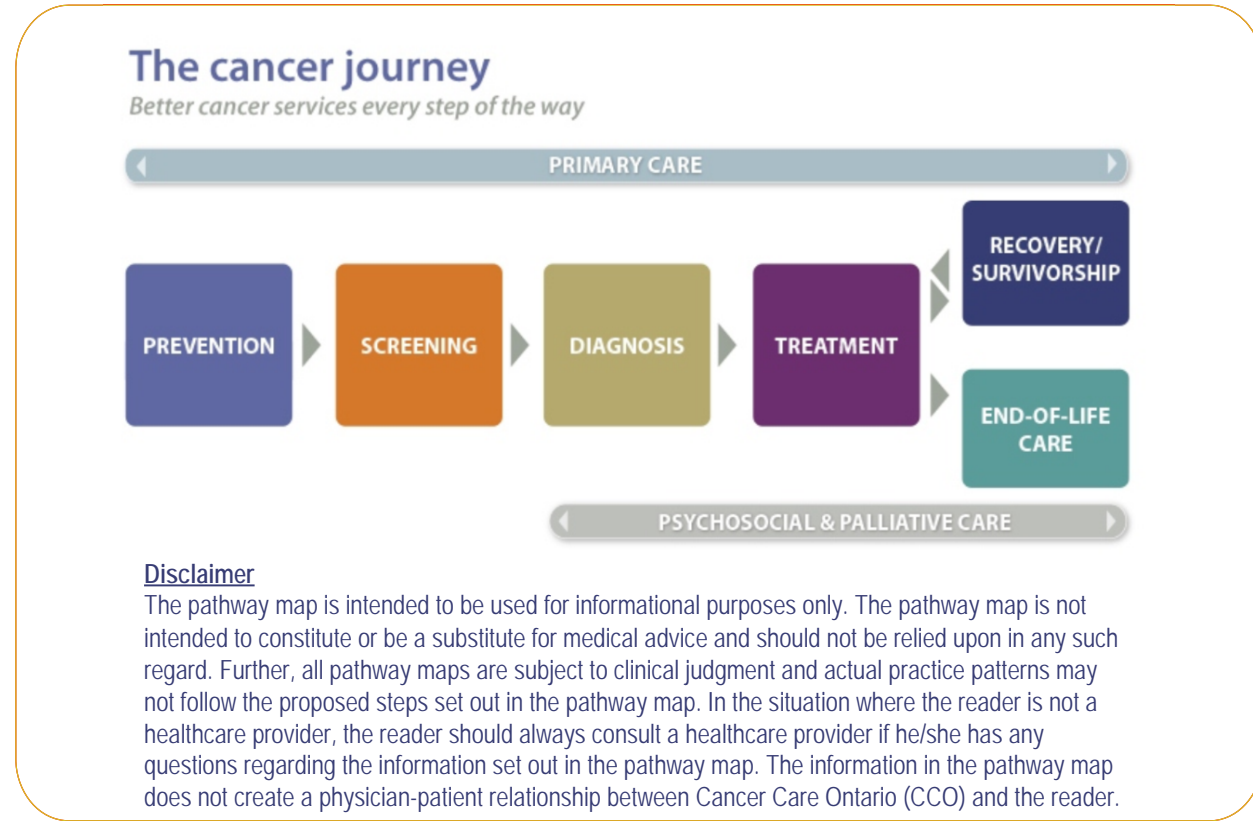 The cancer journey
Better cancer services every step of the way
PRIMARY CARE
PREVENTION
SCREENING
DIAGNOSIS
TREATMENT
RECOVERY/
SURVIVORSHIP
END-OF-LIFE
CARE
PSYCHOSOCIAL & PALLIATIVE CARE
Disclaimer
The pathway map is intended to be used for informational purposes only. The pathway map is not
intended to constitute or be a substitute for medical advice and should not be relied upon in any such
regard. Further, all pathway maps are subject to clinical judgment and actual practice patterns may
not follow the proposed steps set out in the pathway map. In the situation where the reader is not a
healthcare provider, the reader should always consult a healthcare provider if he/she has any
questions regarding the information set out in the pathway map. The information in the pathway map
does not create a physician-patient relationship between Cancer Care Ontario (CCO) and the reader.